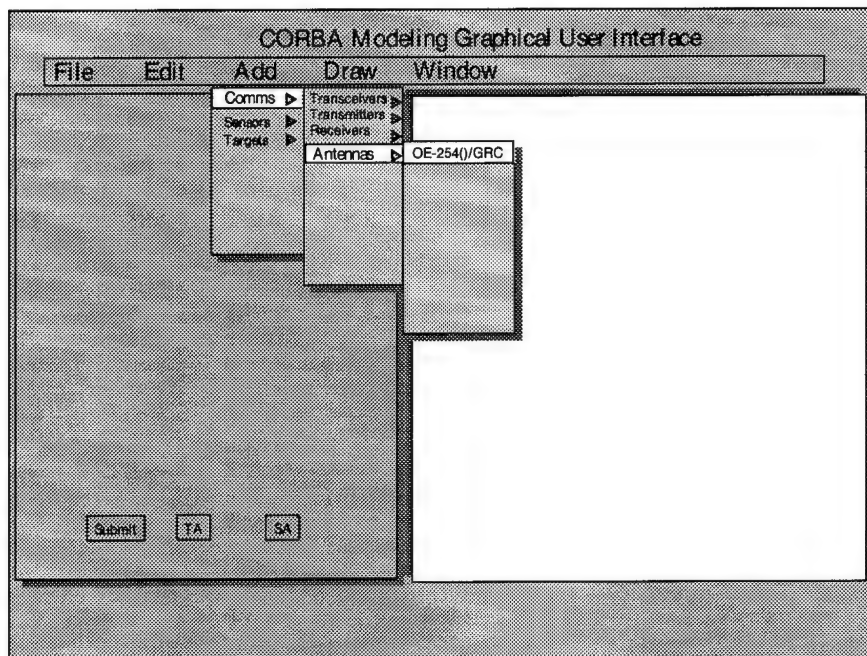 CORBA Modeling Graphical User Interface
File Edit Add Draw Window
Comms
Sensors
Targets
Transceivers
Transmitters
Receivers
Antennas
OE-254()/GRC
Submit TA SA